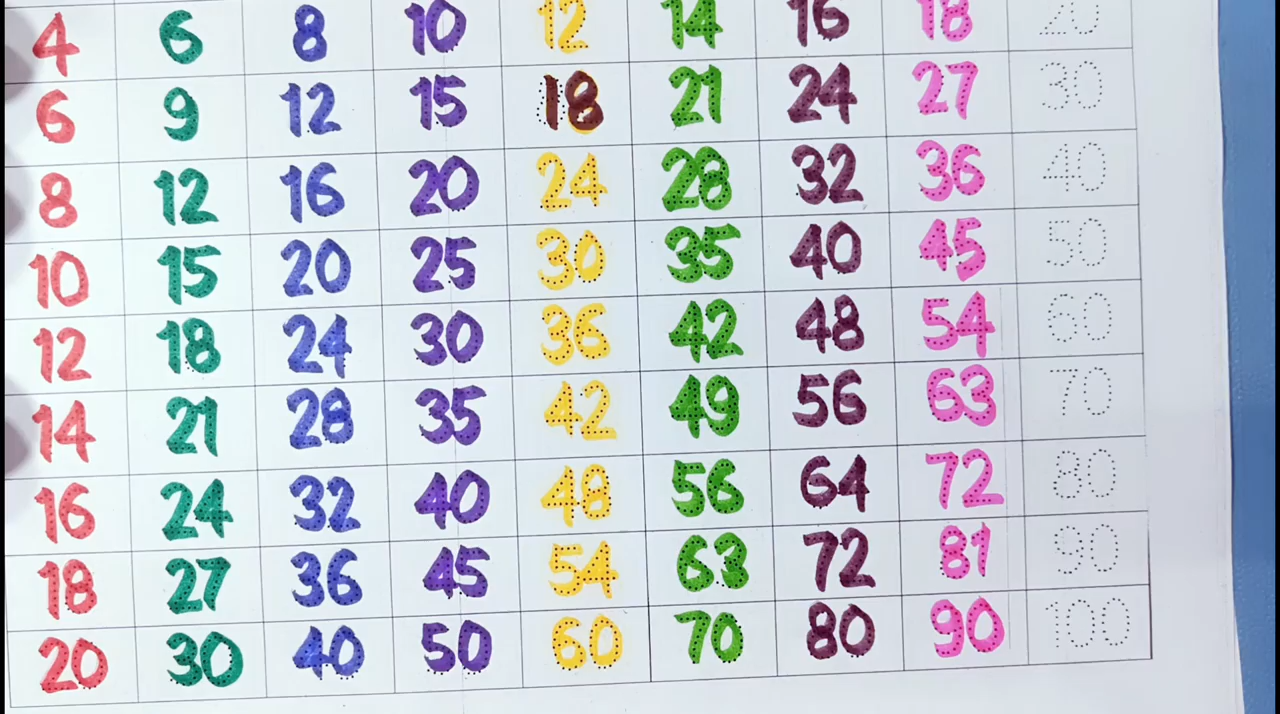 4 6 8 10 12 14 16 18 20
6 9 12 15 18 21 24 27 30
8 12 16 20 24 28 32 36 40
10 15 20 25 30 35 40 45 50
12 18 24 30 36 42 48 54 60
14 21 28 35 42 49 56 63 70
16 24 32 40 48 56 64 72 80
18 27 36 45 54 63 72 81 90
20 30 40 50 60 70 80 90 100